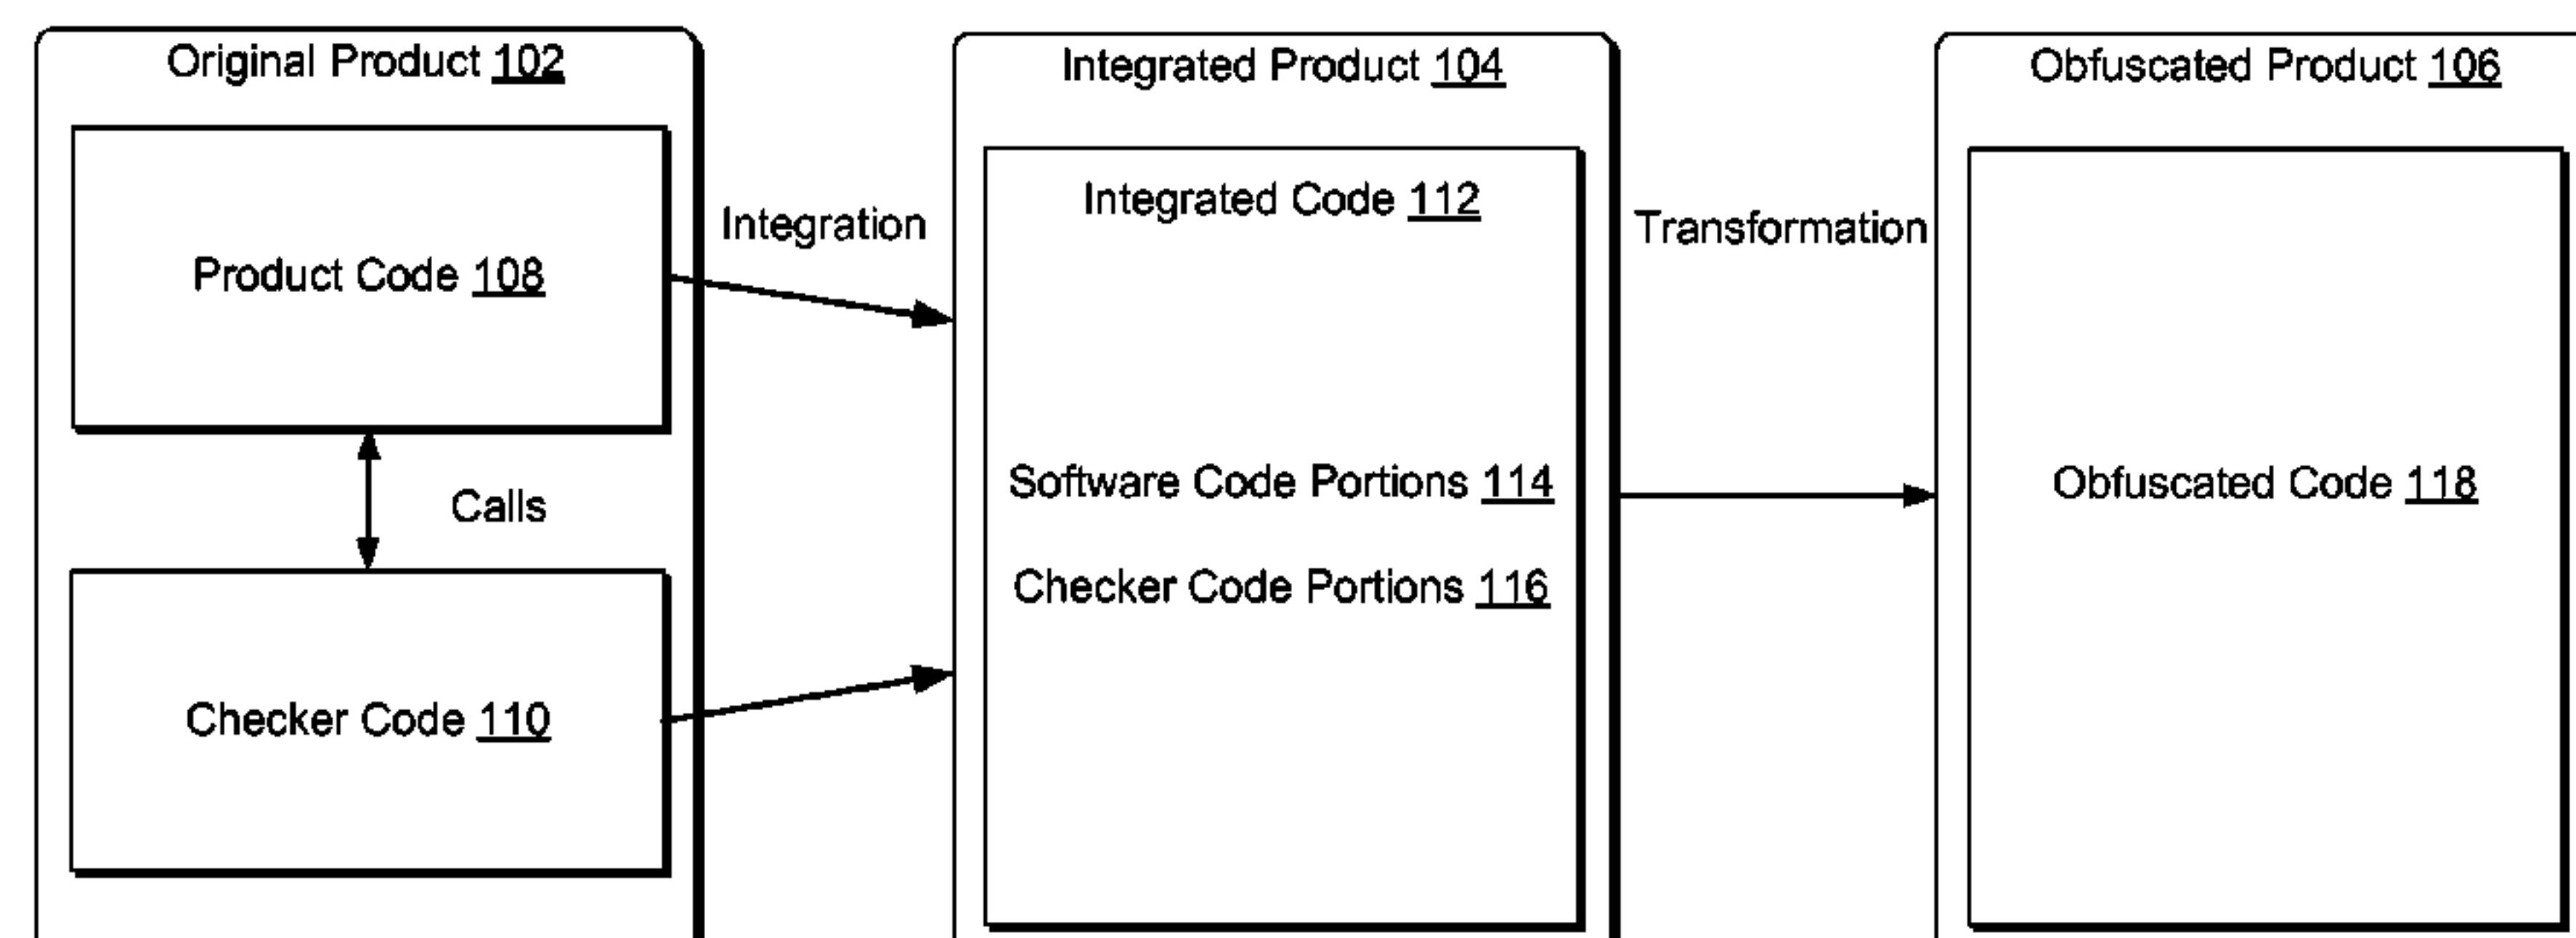 Original Product 102
Product Code 108
Calls
Checker Code 110
Integration
Integrated Product 104
Integrated Code 112
Software Code Portions 114
Checker Code Portions 116
Transformation
Obfuscated Product 106
Obfuscated Code 118